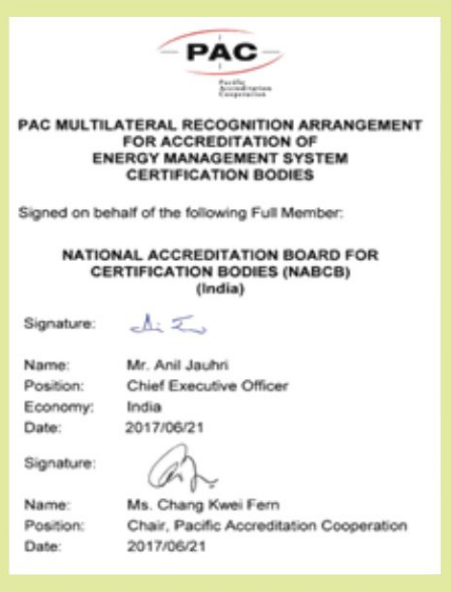 PAC
Pacific
Accreditation
Cooperation
PAC MULTILATERAL RECOGNITION ARRANGEMENT
FOR ACCREDITATION OF
ENERGY MANAGEMENT SYSTEM
CERTIFICATION BODIES
Signed on behalf of the following Full Member:
NATIONAL ACCREDITATION BOARD FOR
CERTIFICATION BODIES (NABCB)
(India)
Signature:
Name: Mr. Anil Jauhri
Position: Chief Executive Officer
Economy: India
Date: 2017/06/21
Signature:
Name: Ms. Chang Kwei Fern
Position: Chair, Pacific Accreditation Cooperation
Date: 2017/06/21